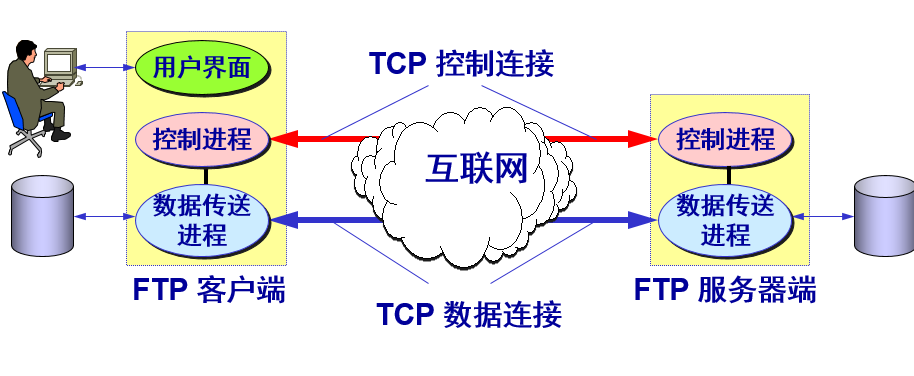 TCP 控制连接
用户界面
控制进程
控制进程
互联网
数据传送
进程
数据传送
进程
FTP 客户端
FTP 服务器端
TCP 数据连接